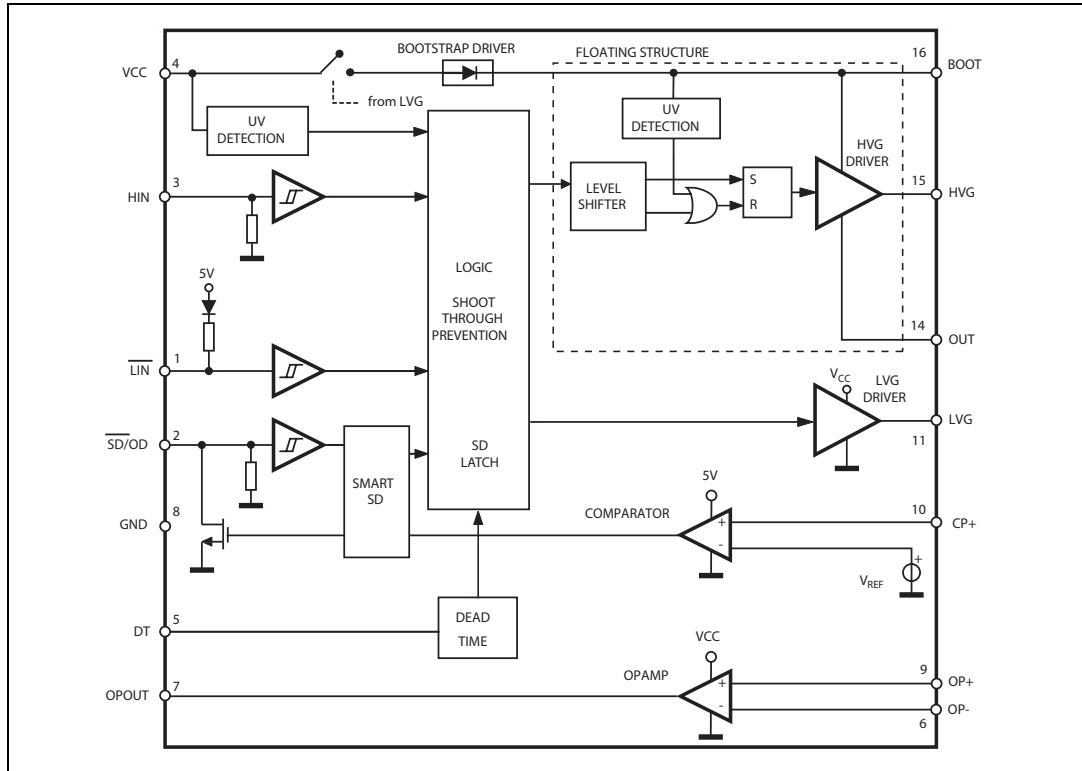 BOOTSTRAP DRIVER
FLOATING STRUCTURE
4
16
VCC
BOOT
from LVG
UV
DETECTION
UV
DETECTION
HVG
DRIVER
3
15
HIN
HVG
LEVEL
SHIFTER
S
R
LOGIC
SHOOT
THROUGH
PREVENTION
5V
14
OUT
1
LIN
VCC
LVG
DRIVER
LVG
11
2
SD/OD
SD
LATCH
SMART
SD
8
GND
5V
COMPARATOR
+
-
10
CP+
+
VREF
5
DT
DEAD
TIME
VCC
OPAMP
7
OPOUT
+
-
9
OP+
OP-
6